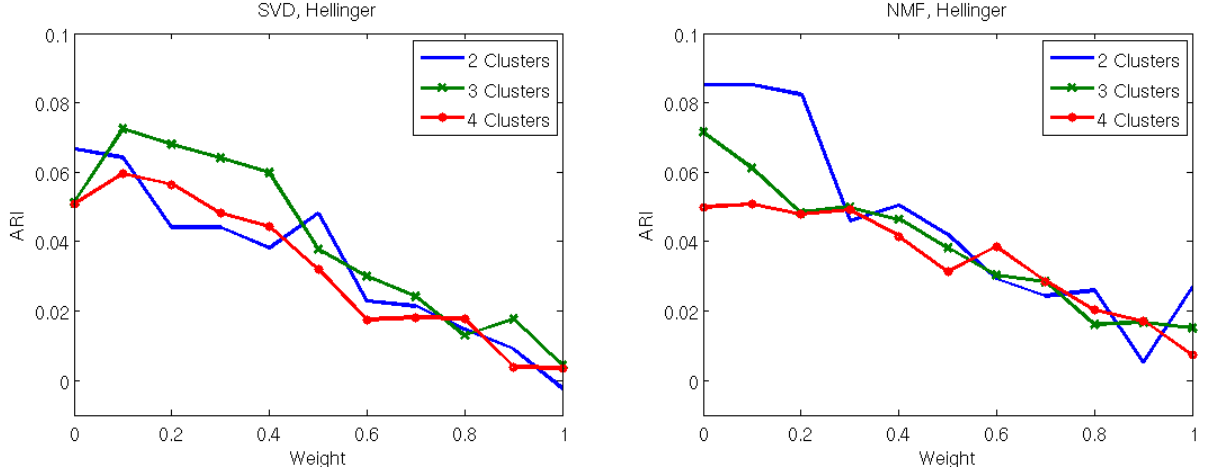 SVD, Hellinger
0.1
0.08
0.06
0.04
0.02
0
ARI
2 Clusters
3 Clusters
4 Clusters
0
0.2
0.4
0.6
0.8
1
Weight
NMF, Hellinger
0.1
0.08
0.06
0.04
0.02
0
ARI
2 Clusters
3 Clusters
4 Clusters
0
0.2
0.4
0.6
0.8
1
Weight